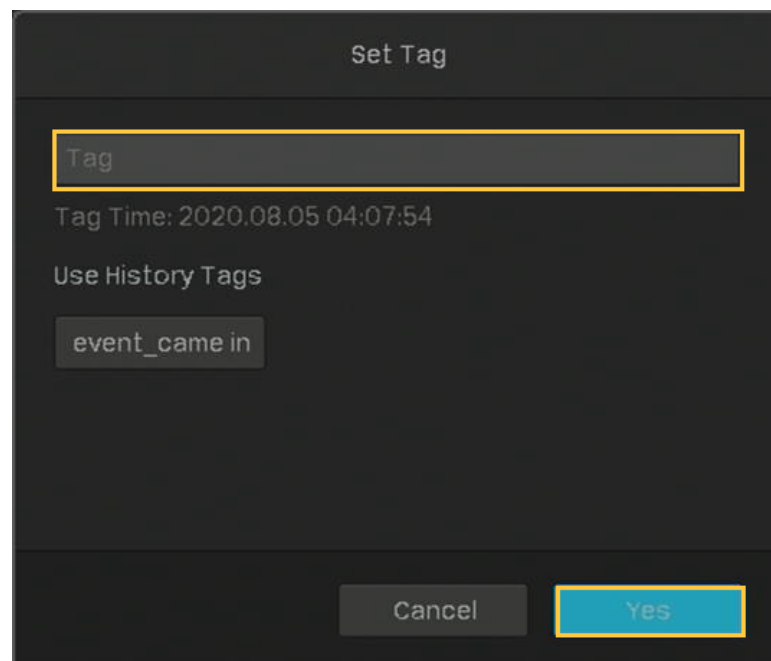 Set Tag
Tag
Tag Time: 2020.08.05 04:07:54
Use History Tags
event_came in
Cancel Yes